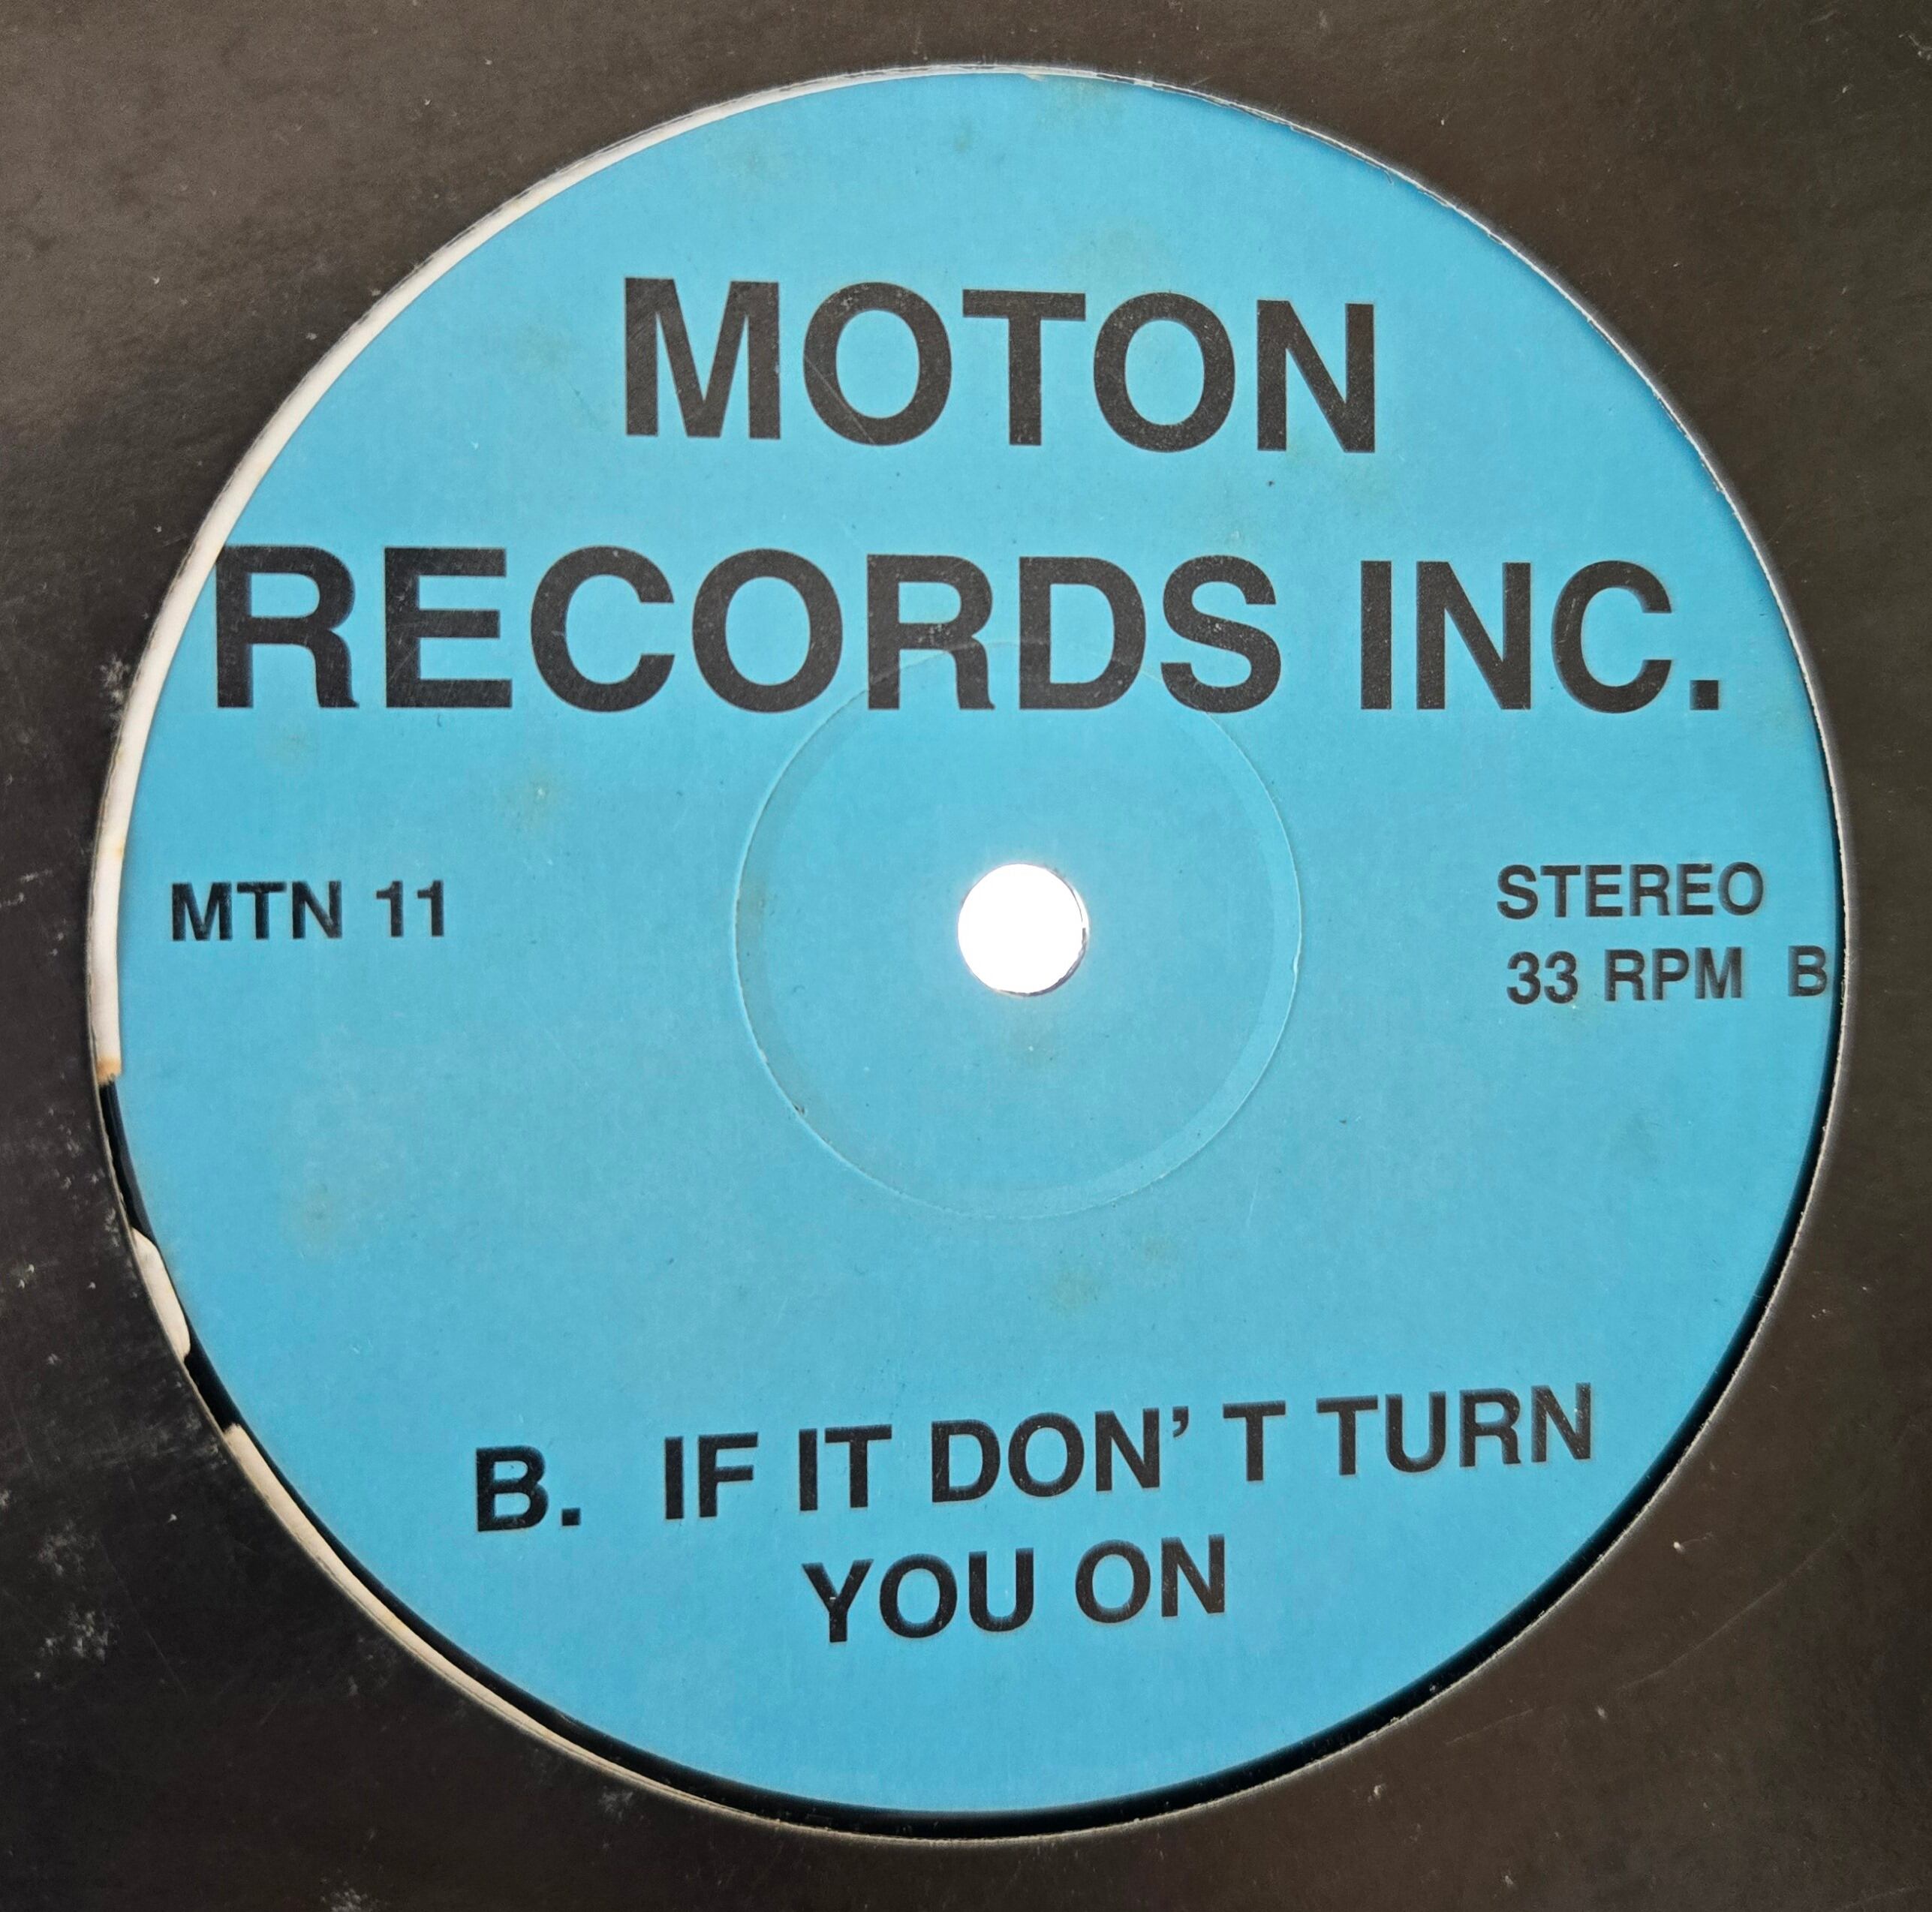 MOTON
RECORDS INC.
MTN 11
STEREO
33 RPM B
B. IF IT DON' T TURN
YOU ON